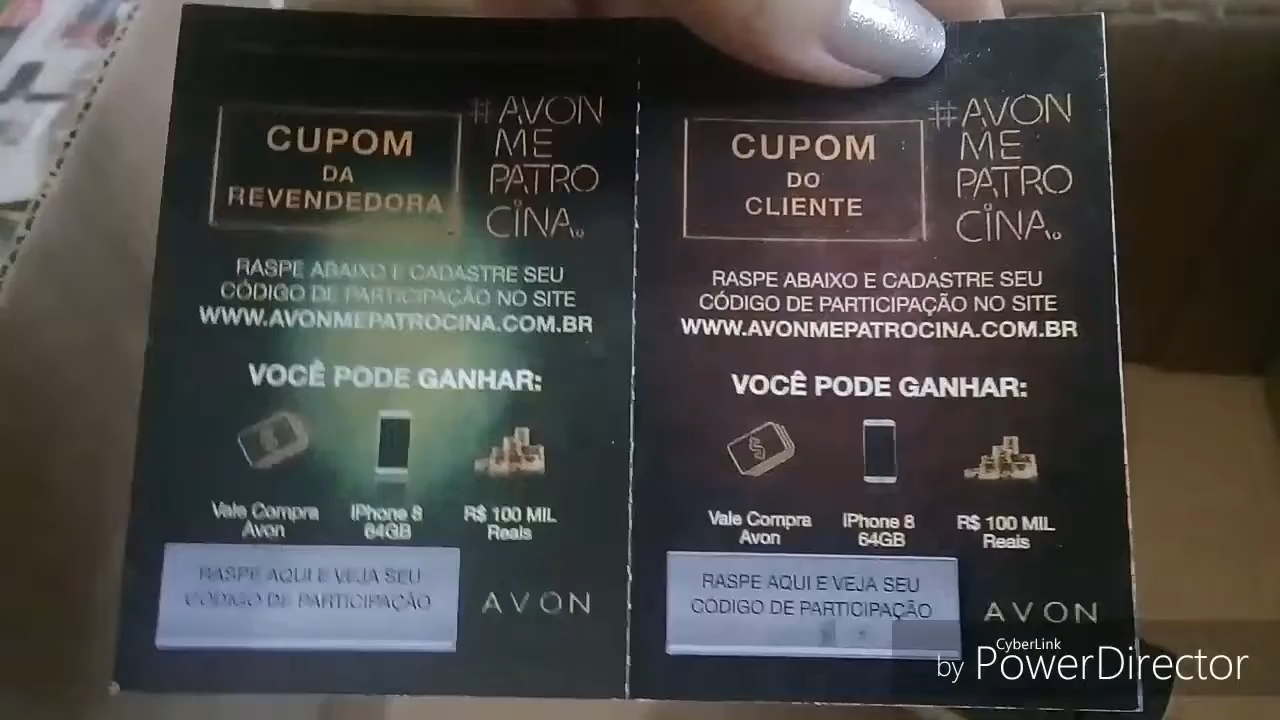 CUPOM
DA
REVENDEDORA
#AVON
ME
PATRO
CINA
RASPE ABAIXO E CADASTRE SEU
CÓDIGO DE PARTICIPAÇÃO NO SITE
WWW.AVONMEPATROCINA.COM.BR
VOCÊ PODE GANHAR:
Vale Compra
Avon
iPhone 8
64GB
R$ 100 MIL
Reais
RASPE AQUI E VEJA SEU
CÓDIGO DE PARTICIPAÇÃO
AVON
CUPOM
DO
CLIENTE
#AVON
ME
PATRO
CINA
RASPE ABAIXO E CADASTRE SEU
CÓDIGO DE PARTICIPAÇÃO NO SITE
WWW.AVONMEPATROCINA.COM.BR
VOCÊ PODE GANHAR:
$
Vale Compra
Avon
iPhone 8
64GB
R$ 100 MIL
Reais
RASPE AQUI E VEJA SEU
CÓDIGO DE PARTICIPAÇÃO
AVON
CyberLink
by PowerDirector